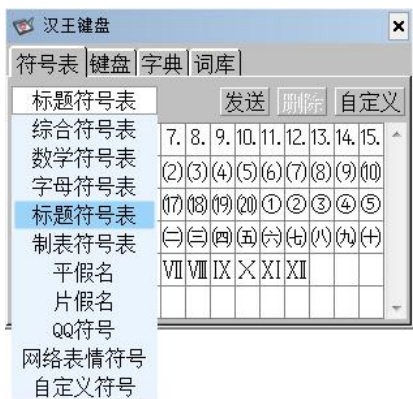 汉王键盘
符号表 键盘 字典 词库
标题符号表 发送 删除 自定义
综合符号表
数学符号表
字母符号表
标题符号表
制表符号表
平假名
片假名
QQ符号
网络表情符号
自定义符号
7. 8. 9. 10. 11. 12. 13. 14. 15.
(2) (3) (4) (5) (6) (7) (8) (9) (10)
(17) (18) (19) (20) ① ② ③ ④ ⑤
㈡ ㈢ ㈣ ㈤ ㈥ ㈦ ㈧ ㈨ ㈩
Ⅶ Ⅷ Ⅸ Ⅹ Ⅺ Ⅻ